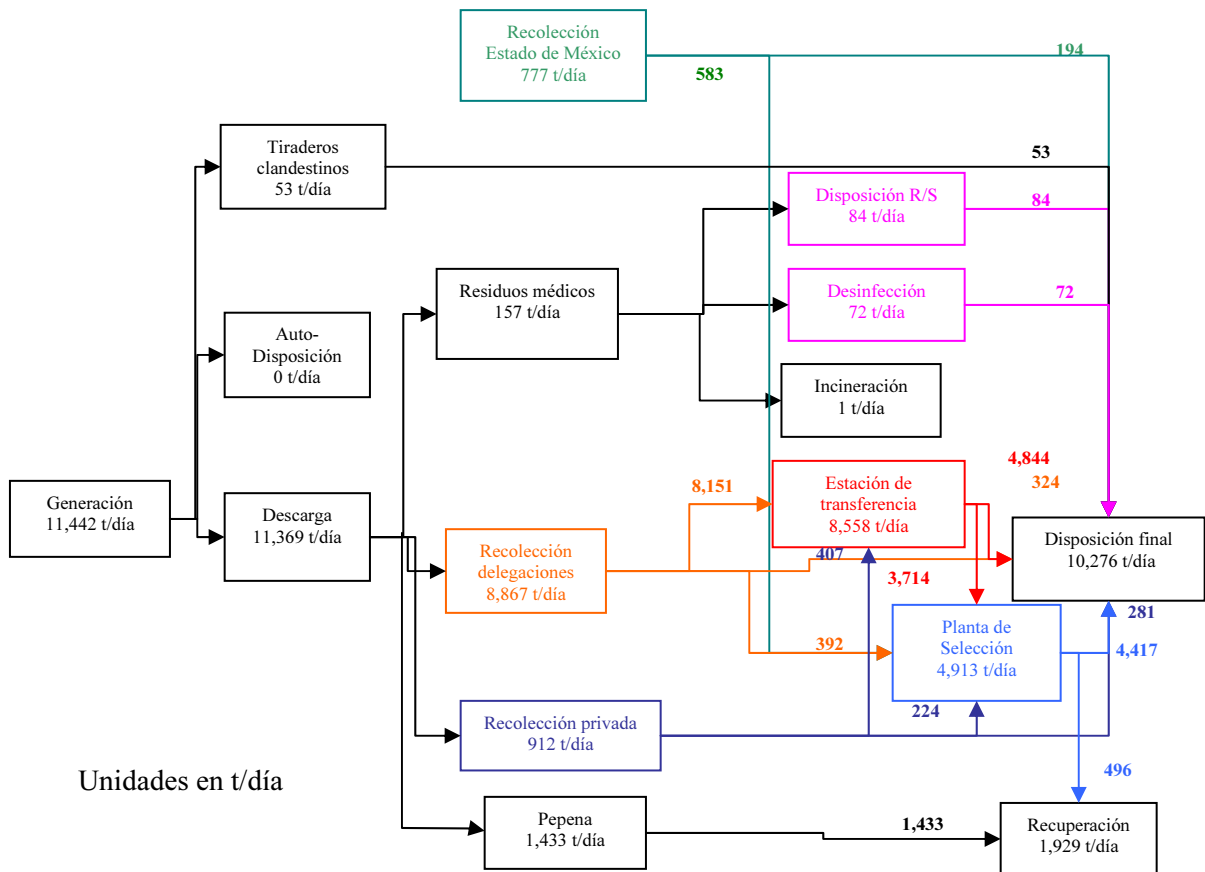 Recolección
Estado de México
777 t/día
194
583
Tiraderos
clandestinos
53 t/día
53
Disposición R/S
84 t/día
84
Residuos médicos
157 t/día
Desinfección
72 t/día
72
Auto-
Disposición
0 t/día
Incineración
1 t/día
Generación
11,442 t/día
Descarga
11,369 t/día
8,151
Estación de
transferencia
8,558 t/día
4,844
324
Disposición final
10,276 t/día
Recolección
delegaciones
8,867 t/día
407
3,714
281
392
Planta de
Selección
4,913 t/día
4,417
224
Recolección privada
912 t/día
Unidades en t/día
496
Pepena
1,433 t/día
1,433
Recuperación
1,929 t/día